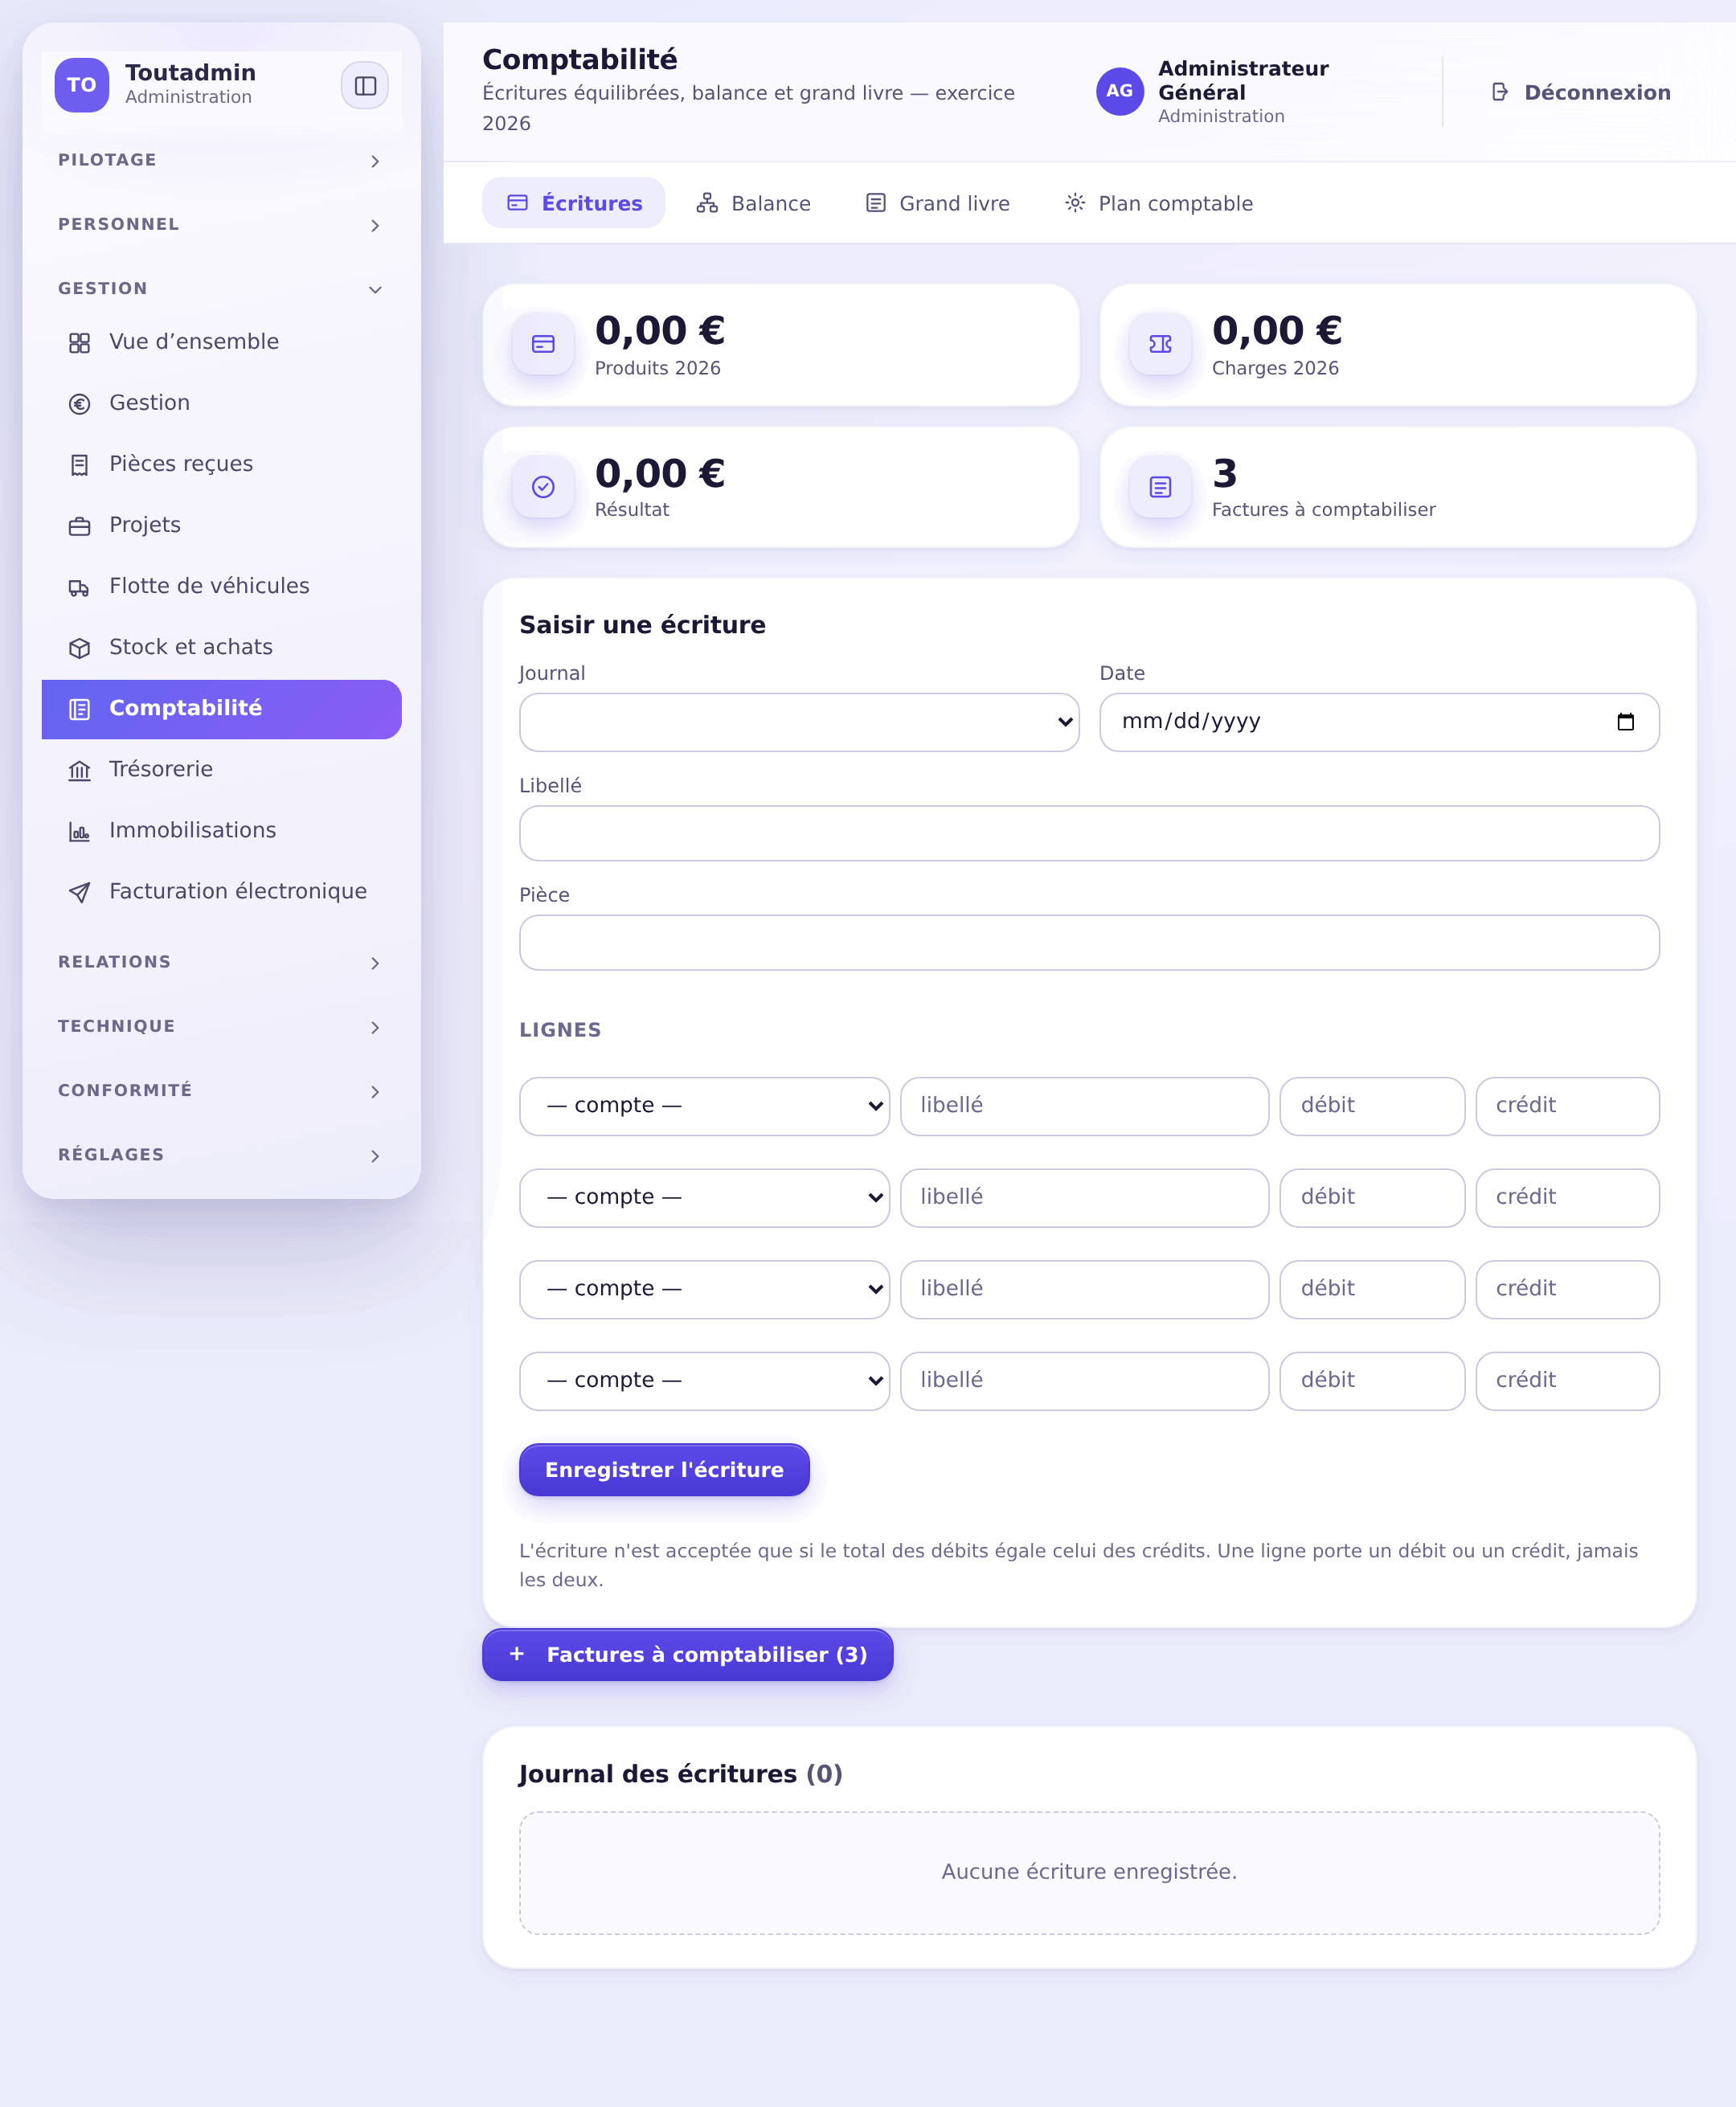 TO
Toutadmin
Administration
PILOTAGE
PERSONNEL
GESTION
Vue d’ensemble
Gestion
Pièces reçues
Projets
Flotte de véhicules
Stock et achats
Comptabilité
Trésorerie
Immobilisations
Facturation électronique
RELATIONS
TECHNIQUE
CONFORMITÉ
RÉGLAGES
Comptabilité
Écritures équilibrées, balance et grand livre — exercice
2026
AG
Administrateur
Général
Administration
Déconnexion
Écritures
Balance
Grand livre
Plan comptable
0,00 €
Produits 2026
0,00 €
Charges 2026
0,00 €
Résultat
3
Factures à comptabiliser
Saisir une écriture
Journal
Date
mm/dd/yyyy
Libellé
Pièce
LIGNES
— compte — libellé débit crédit
— compte — libellé débit crédit
— compte — libellé débit crédit
— compte — libellé débit crédit
Enregistrer l'écriture
L'écriture n'est acceptée que si le total des débits égale celui des crédits. Une ligne porte un débit ou un crédit, jamais
les deux.
+ Factures à comptabiliser (3)
Journal des écritures (0)
Aucune écriture enregistrée.